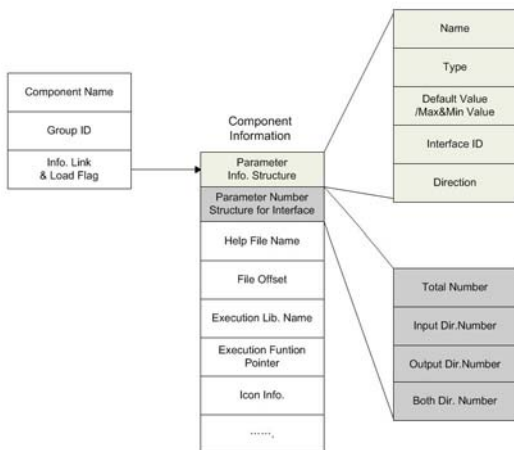 Component Name
Group ID
Info. Link
& Load Flag
Component
Information
Parameter
Info. Structure
Parameter Number
Structure for Interface
Help File Name
File Offset
Execution Lib. Name
Execution Funtion
Pointer
Icon Info.
……,
Name
Type
Default Value
/Max&Min Value
Interface ID
Direction
Total Number
Input Dir.Number
Output Dir.Number
Both Dir. Number